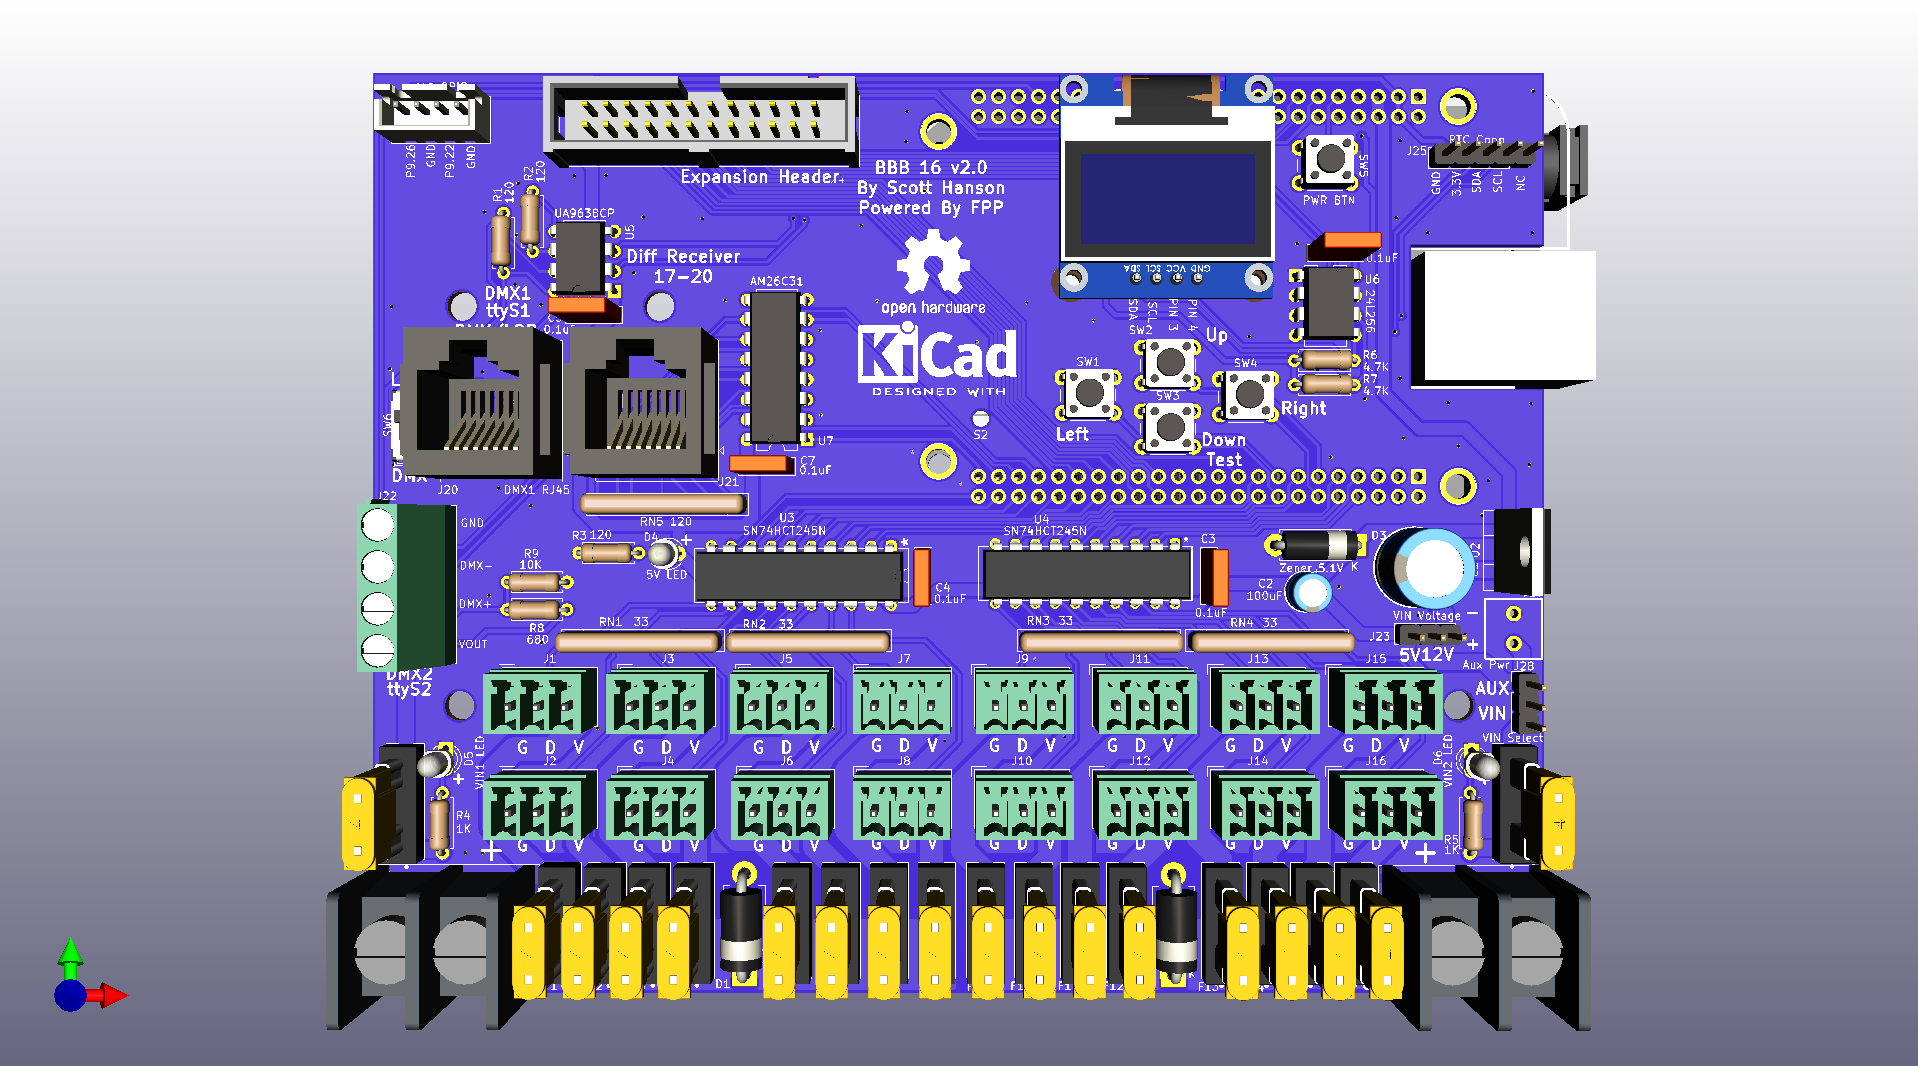 P9.26
GND
P9.22
GND
Expansion Header
BBB 16 v2.0
By Scott Hanson
Powered By FPP
R1
120
R2
120
UA9638CP
U5
Diff Receiver
17-20
DMX1
ttyS1
0.1uF
AM26C31
U7
C7
0.1uF
open hardware
KiCad
DESIGNED WITH
S2
GND VCC SCL SDA
SDA
SCL
PIN 3
PIN 4
SW5
PWR BTN
RTC Conn
J25
GND
3.3V
SDA
SCL
NC
0.1uF
U6
24LC256
R6
4.7K
R7
4.7K
SW1
Left
SW2
Up
SW3
Down
Test
SW4
Right
SW6
J20
DMX1 RJ45
J21
J22
GND
DMX-
DMX+
VOUT
DMX2
ttyS2
RN5 120
R3 120
D4
+
5V LED
R9
10K
R8
680
U3
SN74HCT245N
*
C4
0.1uF
U4
SN74HCT245N
*
C3
0.1uF
Zener 5.1V K
D3
C2
100uF
U2
VIN Voltage
J23
5V12V
-
+
Aux Pwr J28
AUX
VIN
VIN Select
RN1 33
RN2 33
RN3 33
RN4 33
J1
J3
J5
J7
J9
J11
J13
J15
G D V
G D V
G D V
G D V
G D V
G D V
G D V
G D V
J2
J4
J6
J8
J10
J12
J14
J16
G D V
G D V
G D V
G D V
G D V
G D V
G D V
G D V
D5
VIN1 LED
+
R4
1K
+
D6
VIN2 LED
R5
1K
+
D1
F13